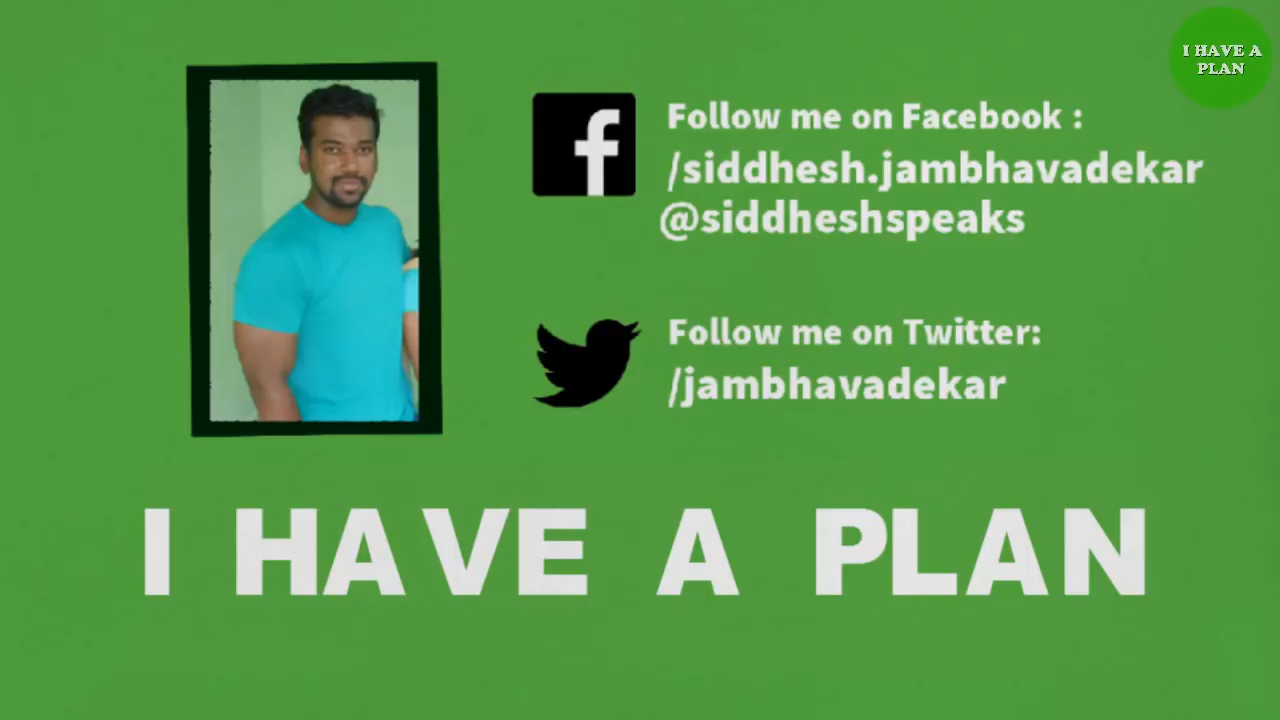 I HAVE A
PLAN
Follow me on Facebook :
/siddhesh.jambhavadekar
@siddheshspeaks
Follow me on Twitter:
/jambhavadekar
I HAVE A PLAN